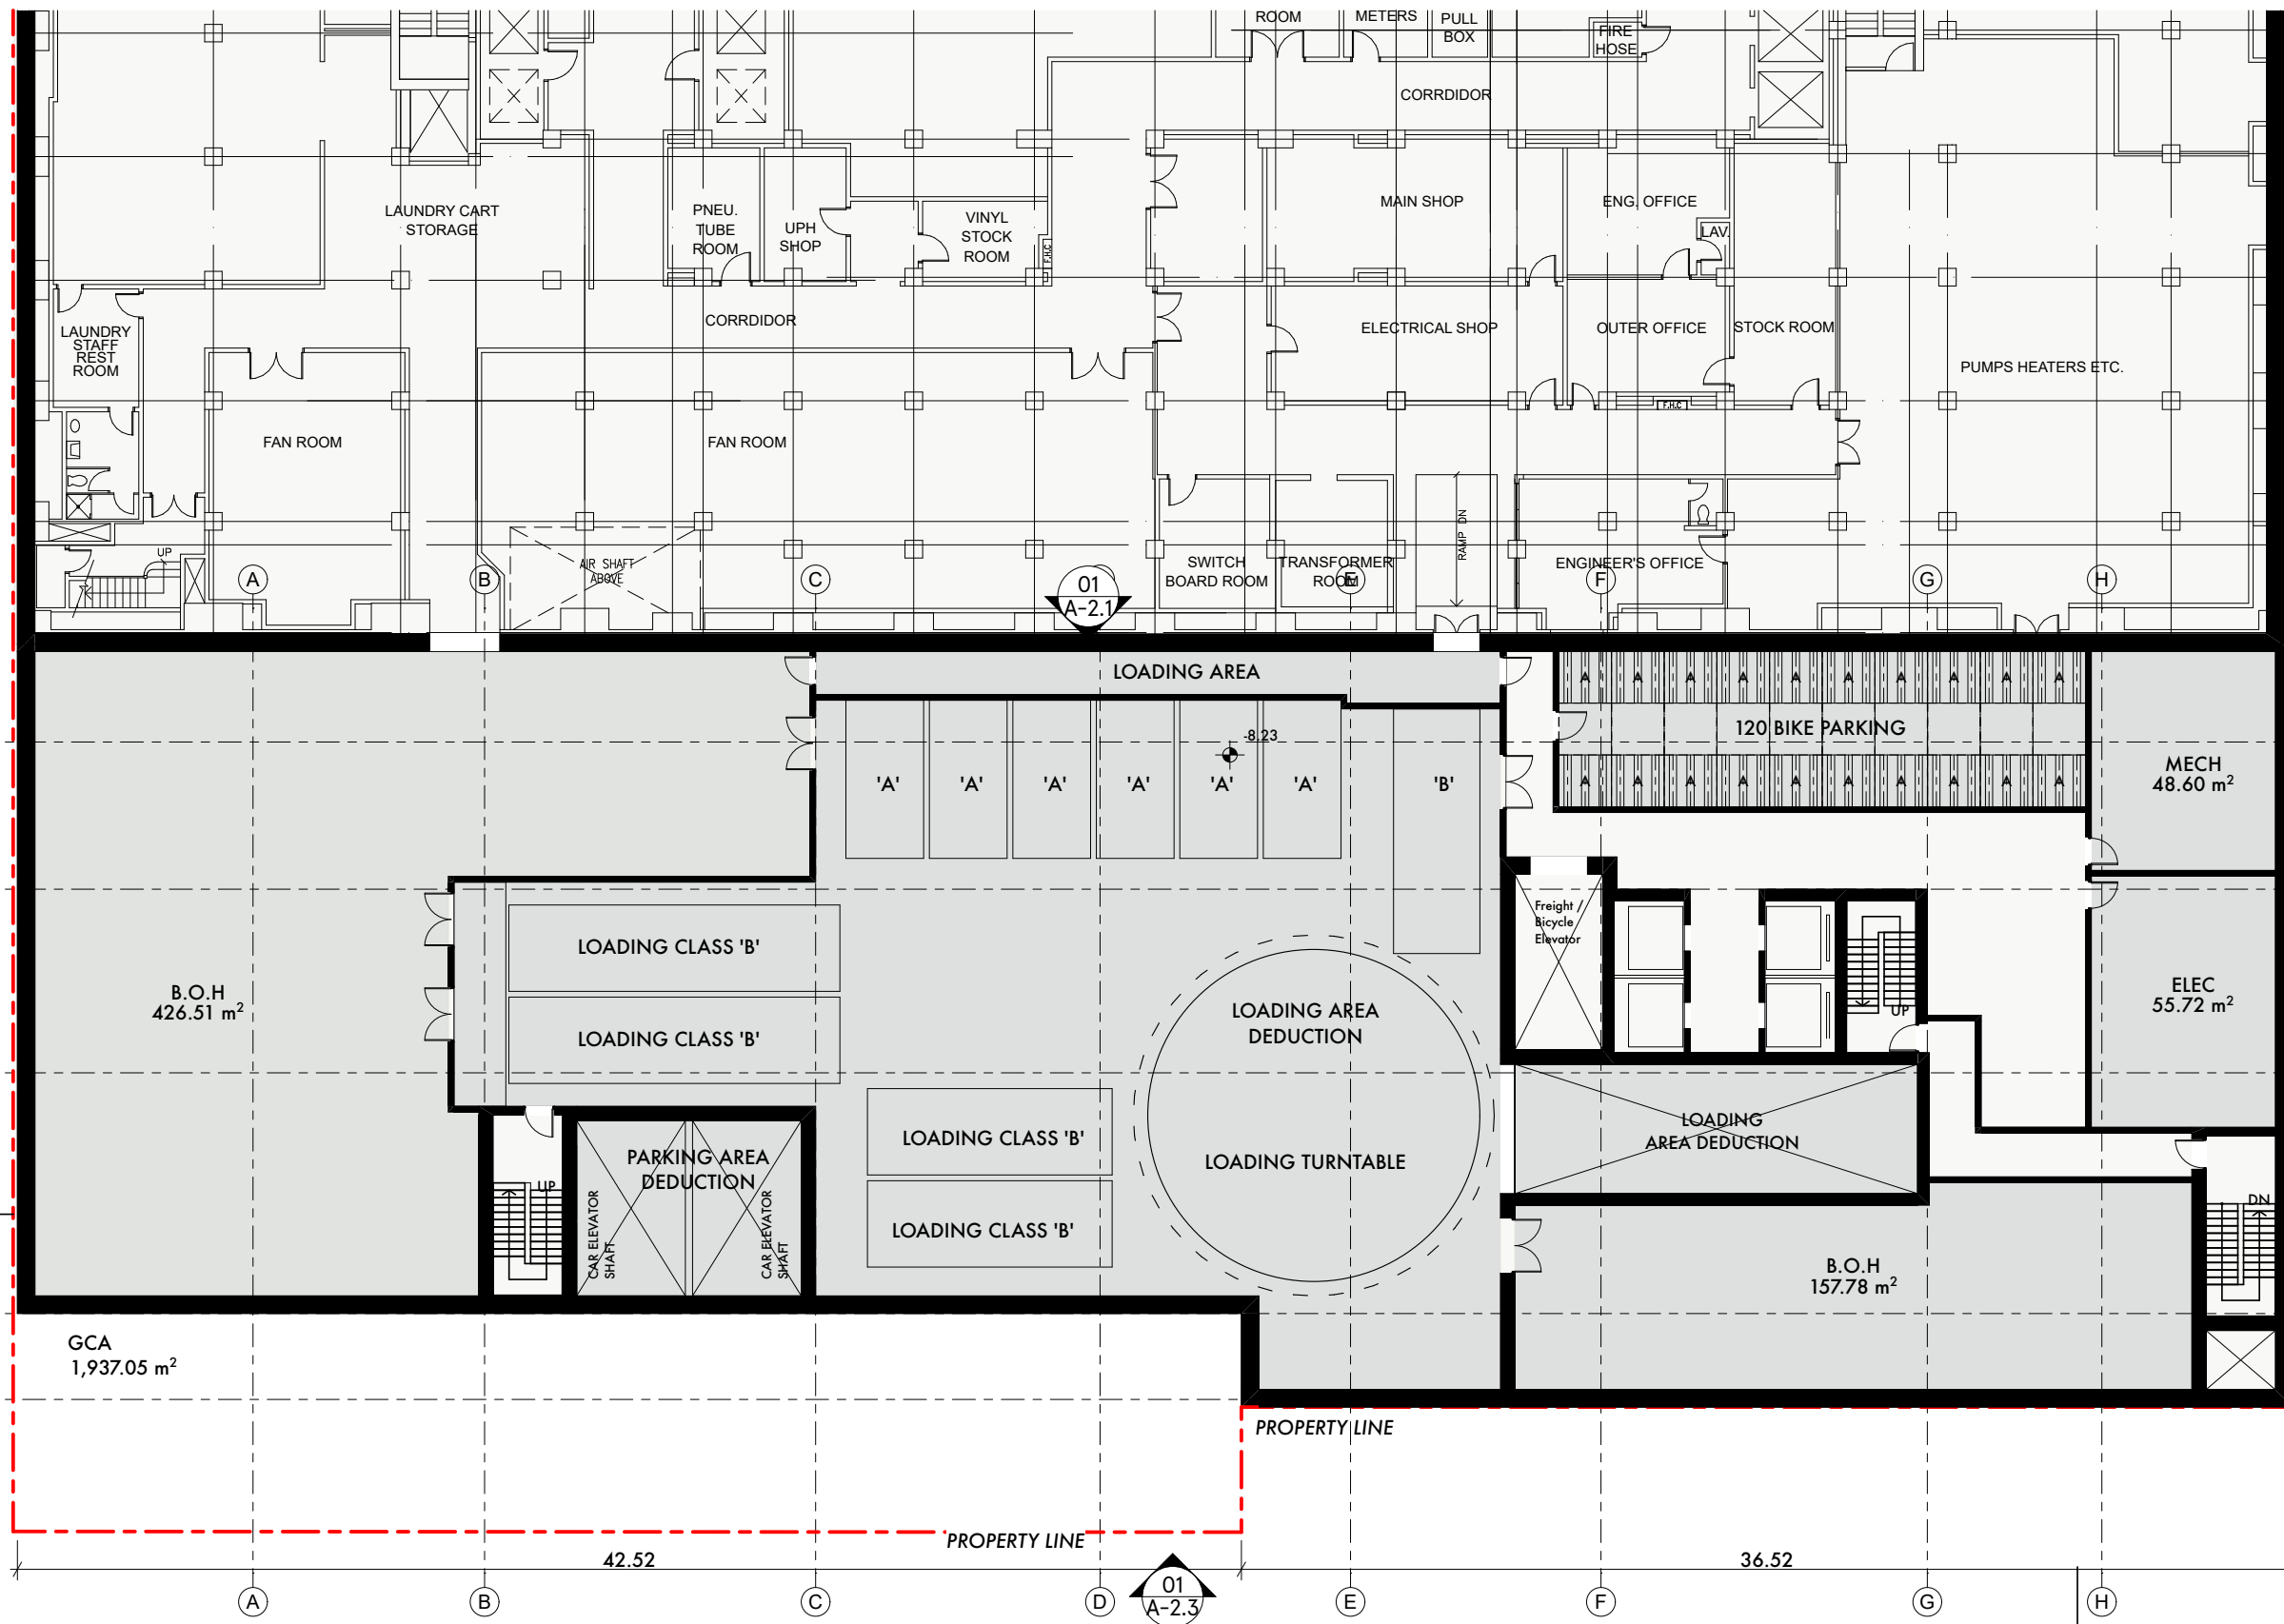 ROOM
METERS
PULL
BOX
FIRE
HOSE
CORRDIDOR
LAUNDRY CART
STORAGE
PNEU.
TUBE
ROOM
UPH
SHOP
VINYL
STOCK
ROOM
F.H.C
MAIN SHOP
ENG. OFFICE
LAV.
LAUNDRY
STAFF
REST
ROOM
CORRDIDOR
ELECTRICAL SHOP
OUTER OFFICE
STOCK ROOM
PUMPS HEATERS ETC.
F.H.C
FAN ROOM
FAN ROOM
RAMP DN
UP
AIR SHAFT
ABOVE
SWITCH
BOARD ROOM
TRANSFORMER
ROOM
ENGINEER'S OFFICE
A
B
C
01
A-2.1
E
F
G
H
LOADING AREA
A A A A A A A A A A
120 BIKE PARKING
A A A A A A A A A A
-8.23
'A' 'A' 'A' 'A' 'A' 'A' 'B'
MECH
48.60 m²
Freight /
Bicycle
Elevator
LOADING CLASS 'B'
LOADING CLASS 'B'
B.O.H
426.51 m²
LOADING AREA
DEDUCTION
UP
ELEC
55.72 m²
LOADING CLASS 'B'
LOADING TURNTABLE
LOADING
AREA DEDUCTION
PARKING AREA
DEDUCTION
UP
CAR ELEVATOR
SHAFT
CAR ELEVATOR
SHAFT
LOADING CLASS 'B'
DN
B.O.H
157.78 m²
GCA
1,937.05 m²
PROPERTY LINE
PROPERTY LINE
42.52
36.52
A
B
C
D
01
A-2.3
E
F
G
H